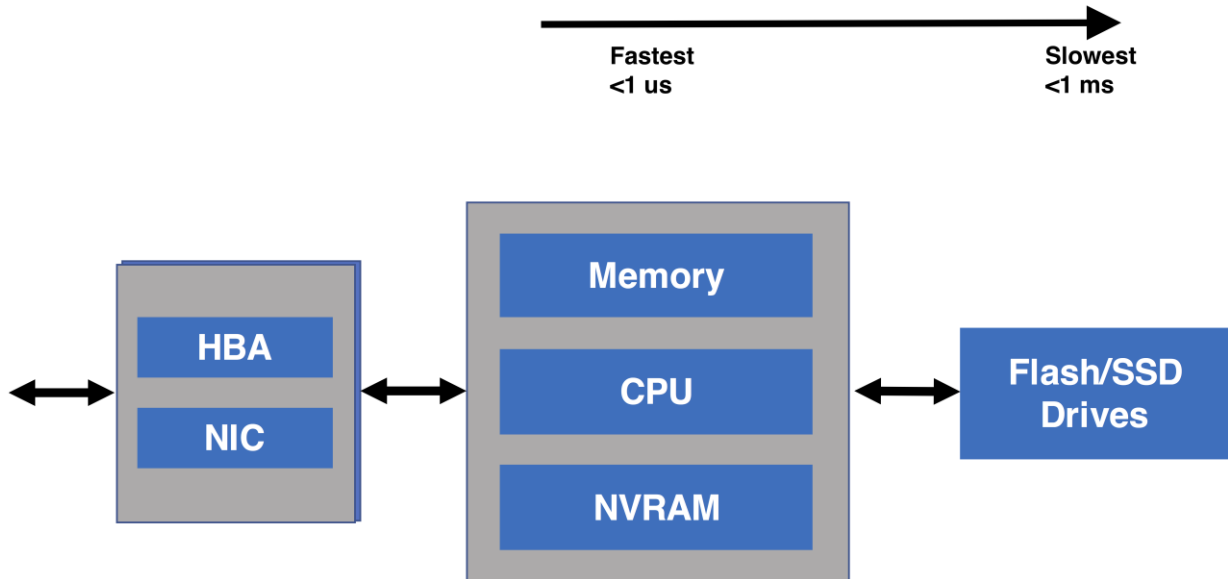 Fastest
<1 us
Slowest
<1 ms
HBA
NIC
Memory
CPU
NVRAM
Flash/SSD
Drives